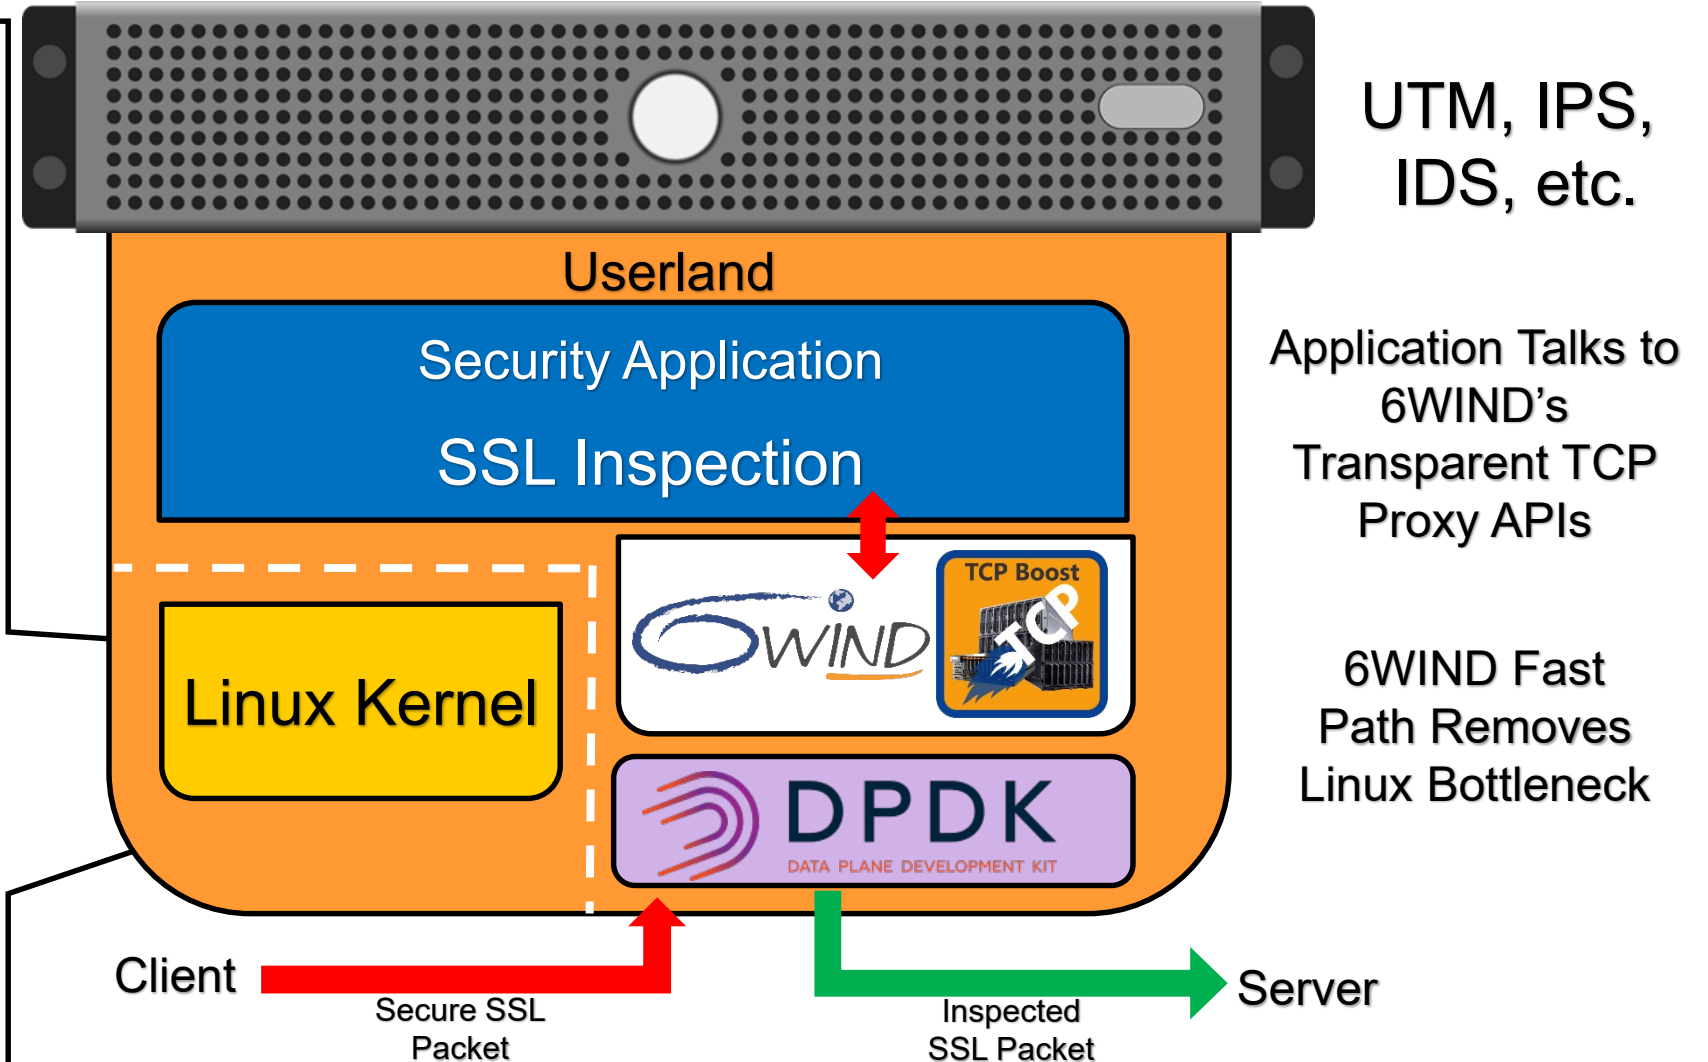 UTM, IPS,
IDS, etc.
Userland
Security Application
SSL Inspection
Application Talks to
6WIND’s
Transparent TCP
Proxy APIs
Linux Kernel
6WIND
TCP Boost
TCP
6WIND Fast
Path Removes
Linux Bottleneck
DPDK
DATA PLANE DEVELOPMENT KIT
Client
Secure SSL
Packet
Inspected
SSL Packet
Server